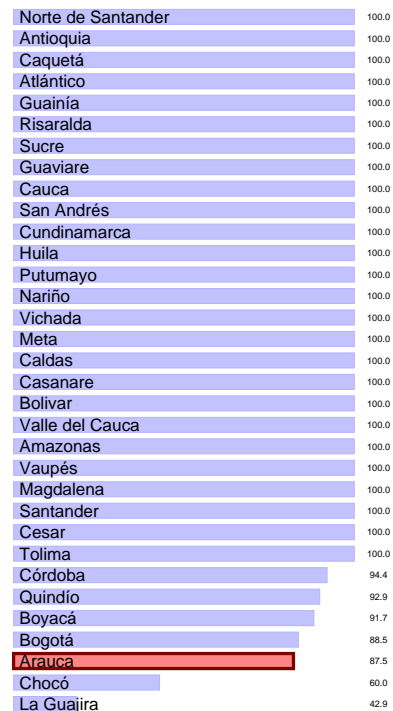 Norte de Santander 100.0
Antioquia 100.0
Caquetá 100.0
Atlántico 100.0
Guainía 100.0
Risaralda 100.0
Sucre 100.0
Guaviare 100.0
Cauca 100.0
San Andrés 100.0
Cundinamarca 100.0
Huila 100.0
Putumayo 100.0
Nariño 100.0
Vichada 100.0
Meta 100.0
Caldas 100.0
Casanare 100.0
Bolivar 100.0
Valle del Cauca 100.0
Amazonas 100.0
Vaupés 100.0
Magdalena 100.0
Santander 100.0
Cesar 100.0
Tolima 100.0
Córdoba 94.4
Quindío 92.9
Boyacá 91.7
Bogotá 88.5
Arauca 87.5
Chocó 60.0
La Guajira 42.9